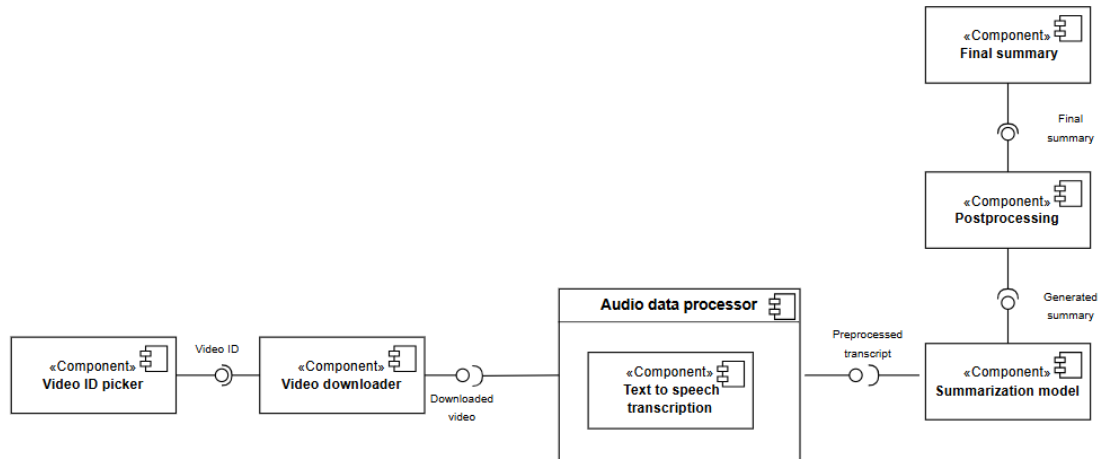 «Component»
Final summary
Final
summary
«Component»
Postprocessing
Generated
summary
Audio data processor
«Component»
Video ID picker
Video ID
«Component»
Video downloader
Downloaded
video
«Component»
Text to speech
transcription
Preprocessed
transcript
«Component»
Summarization model